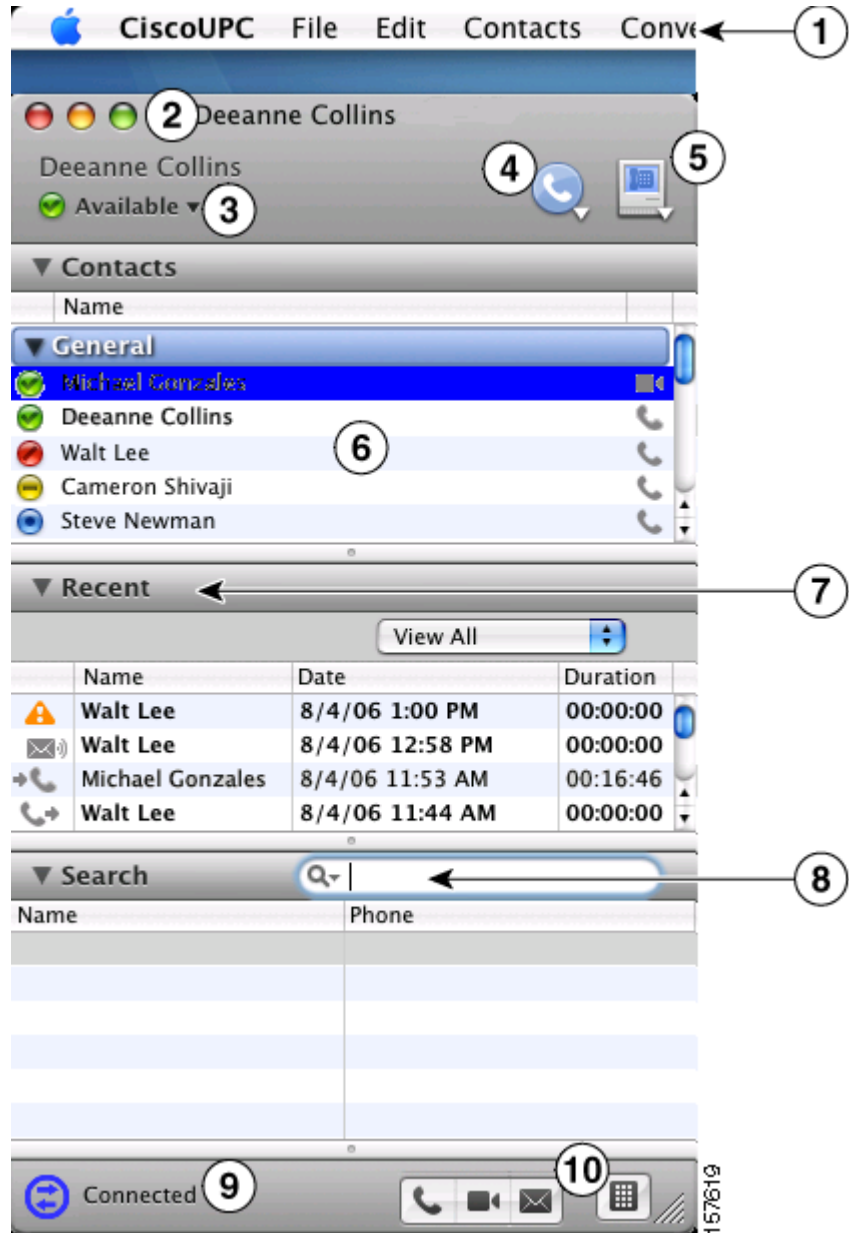 CiscoUPC File Edit Contacts Conve
1
2 Deeanne Collins
Deeanne Collins
4
5
Available
3
Contacts
Name
General
Michael Gonzales
Deeanne Collins
6
Walt Lee
Cameron Shivaji
Steve Newman
Recent
7
View All
Name Date Duration
Walt Lee 8/4/06 1:00 PM 00:00:00
Walt Lee 8/4/06 12:58 PM 00:00:00
Michael Gonzales 8/4/06 11:53 AM 00:16:46
Walt Lee 8/4/06 11:44 AM 00:00:00
Search
8
Name Phone
Connected 9
10
157619